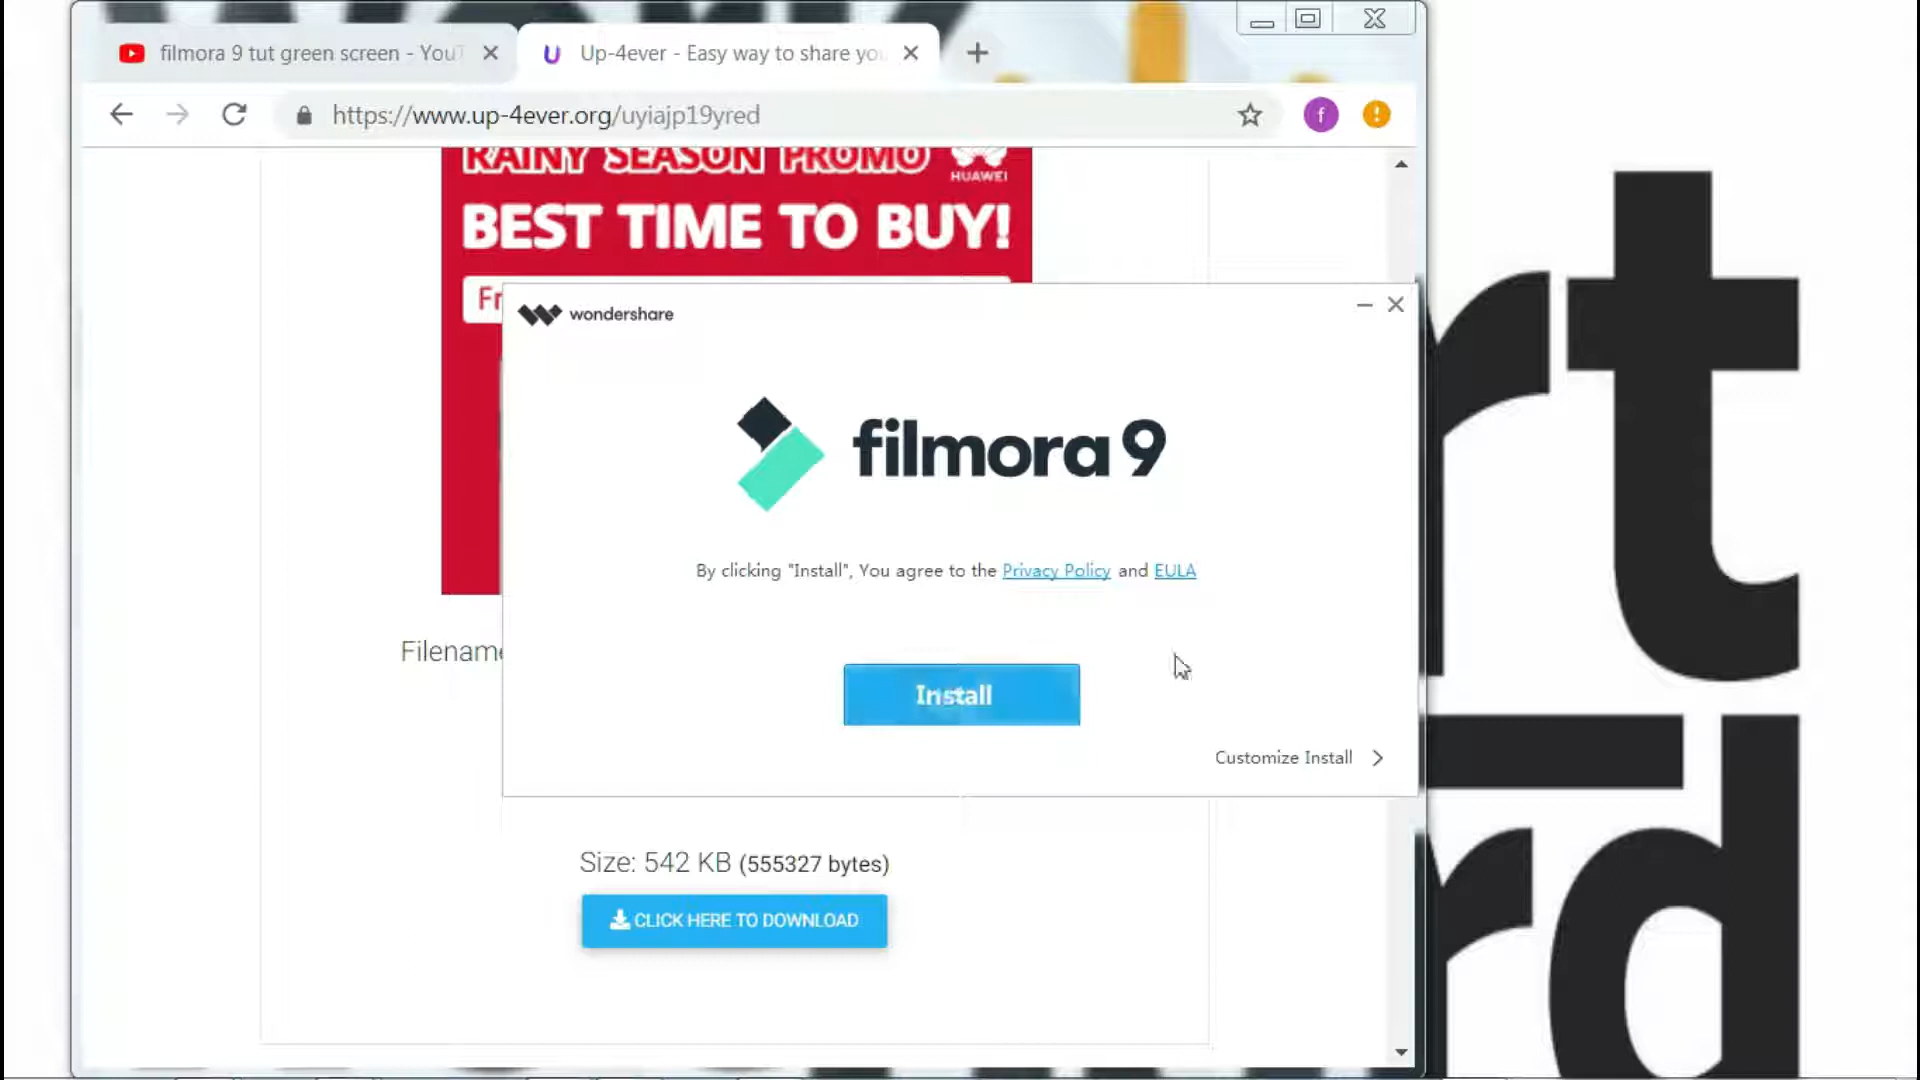 filmora 9 tut green screen - YouT
Up-4ever - Easy way to share you
https://www.up-4ever.org/uyiajp19yred
f
RAINY SEASON PROMO
HUAWEI
BEST TIME TO BUY!
Fr
wondershare
filmora 9
By clicking "Install", You agree to the Privacy Policy and EULA
Filename
Install
Customize Install
Size: 542 KB (555327 bytes)
CLICK HERE TO DOWNLOAD
rt
rd